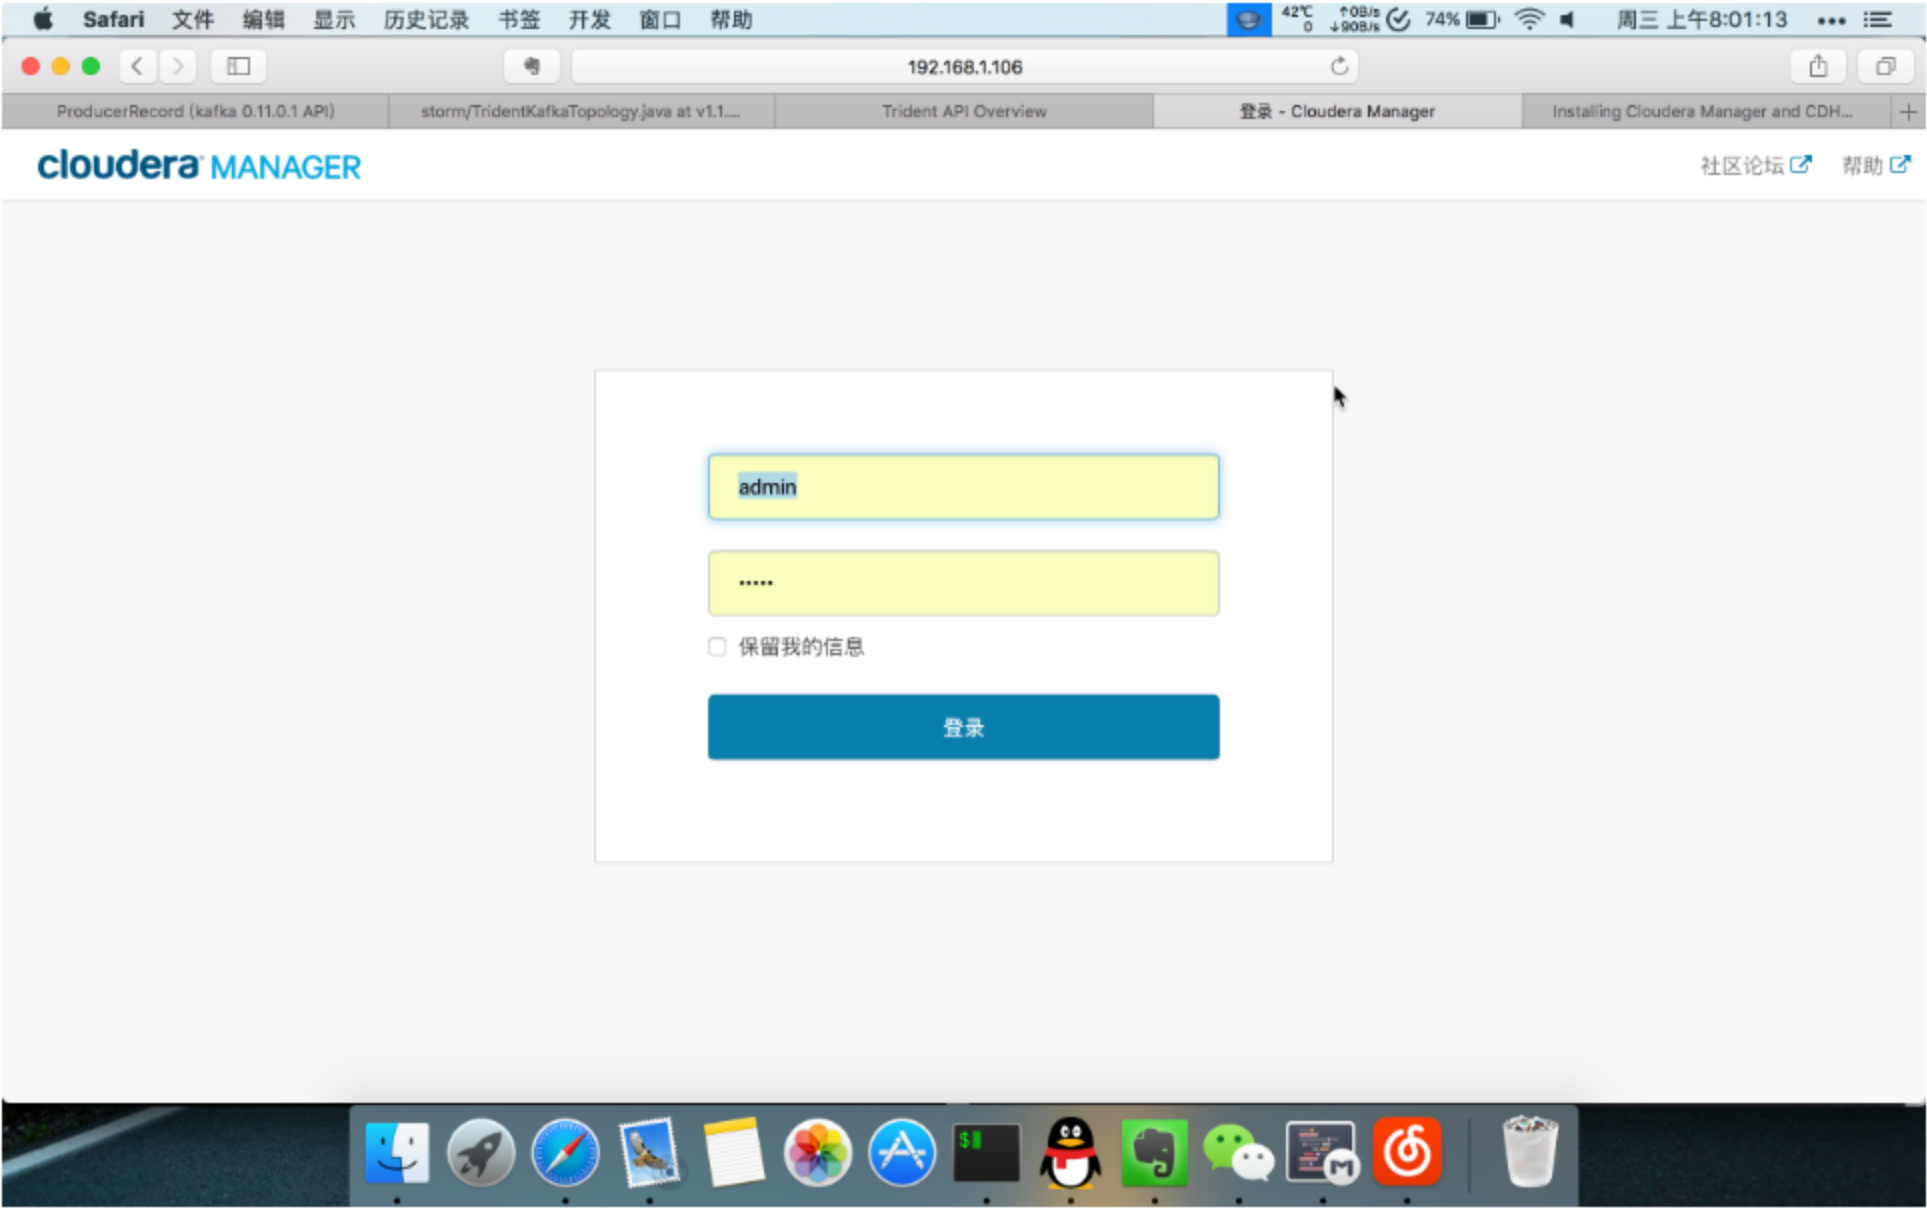 Safari 文件 编辑 显示 历史记录 书签 开发 窗口 帮助 42℃ 0 ↑0B/s ↓90B/s 74% 周三 上午8:01:13
192.168.1.106
ProducerRecord (kafka 0.11.0.1 API) storm/TridentKafkaTopology.java at v1.1.... Trident API Overview 登录 - Cloudera Manager Installing Cloudera Manager and CDH...
cloudera MANAGER 社区论坛 帮助
admin
•••••
保留我的信息
登录
$
M